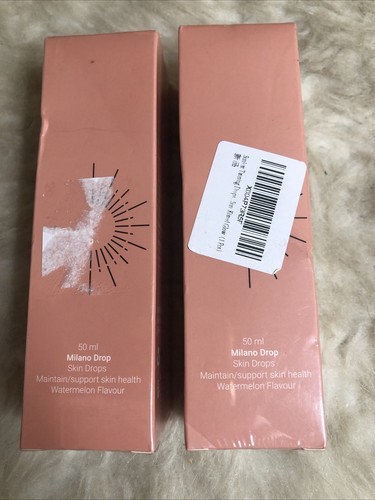 50 ml
Milano Drop
Skin Drops
Maintain/support skin health
Watermelon Flavour
50 ml
Milano Drop
Skin Drops
Maintain/support skin health
Watermelon Flavour